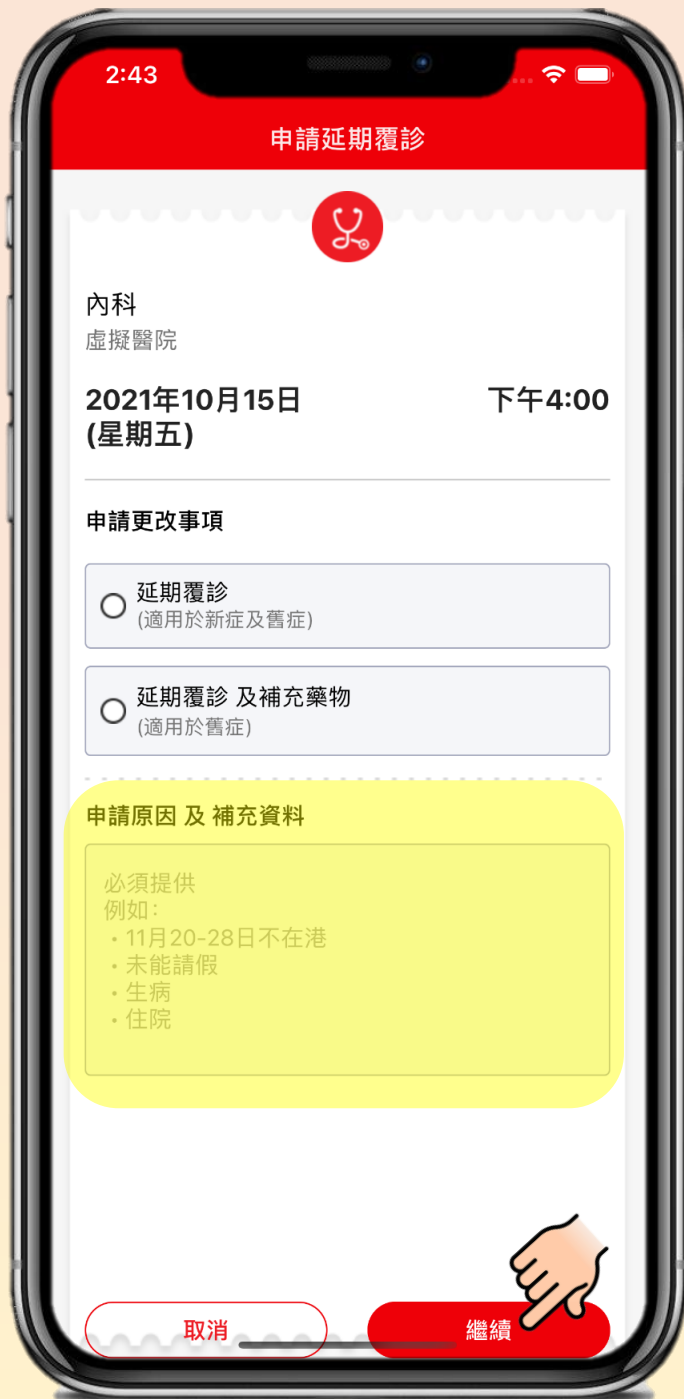 2:43
申請延期覆診
內科
虛擬醫院
2021年10月15日 下午4:00
(星期五)
申請更改事項
延期覆診
(適用於新症及舊症)
延期覆診 及補充藥物
(適用於舊症)
申請原因 及 補充資料
必須提供
例如：
• 11月20-28日不在港
• 未能請假
• 生病
• 住院
取消 繼續